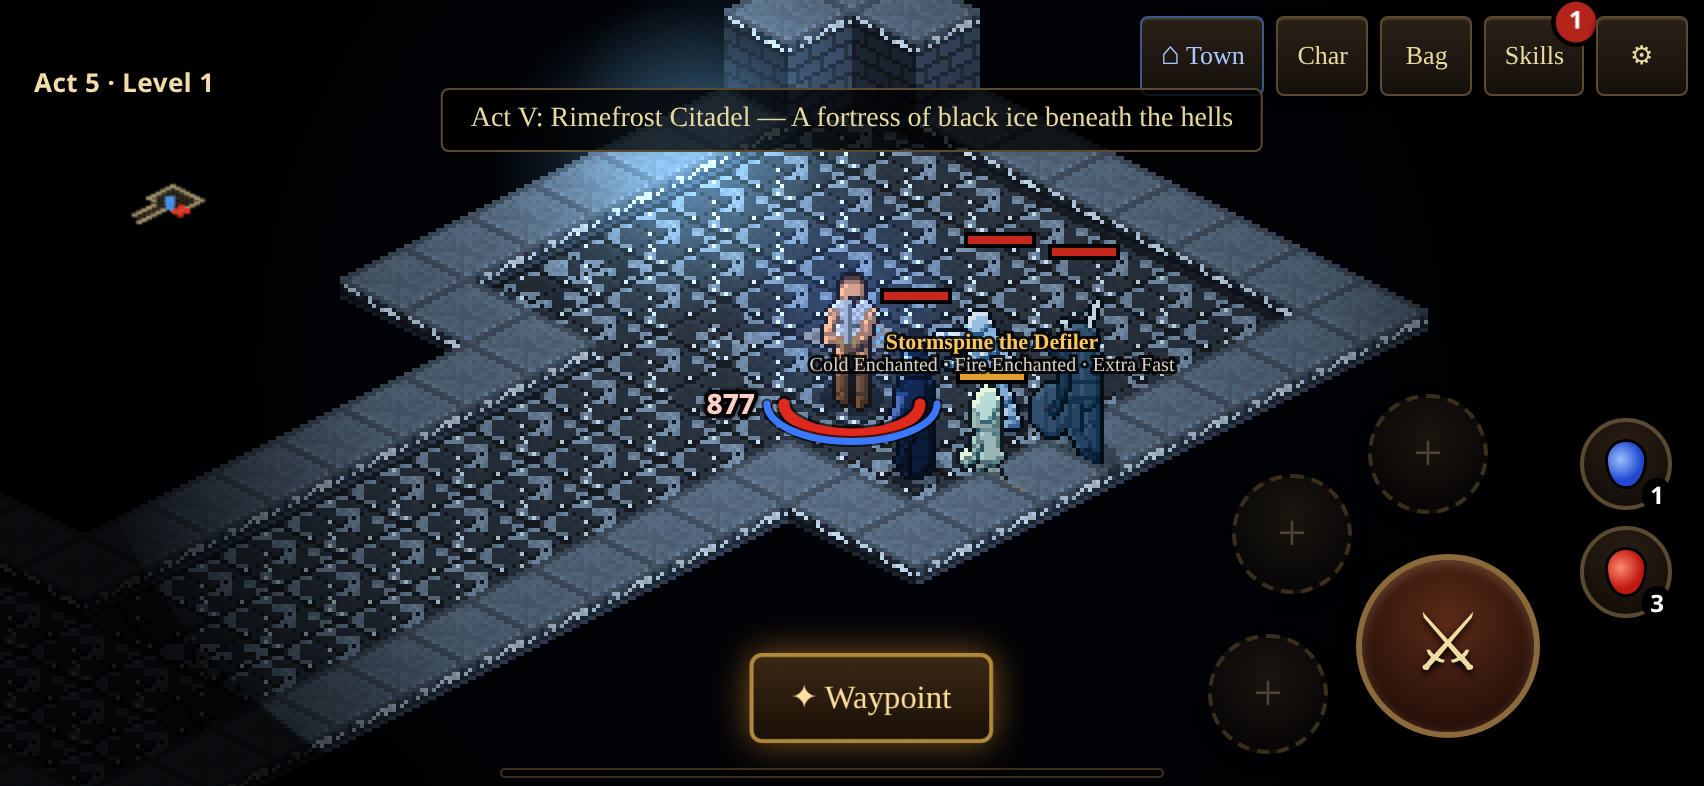 Act 5 · Level 1
⌂ Town
Char
Bag
Skills
1
⚙
Act V: Rimefrost Citadel — A fortress of black ice beneath the hells
Stormspine the Defiler
Cold Enchanted · Fire Enchanted · Extra Fast
877
+
+
+
1
3
✦ Waypoint